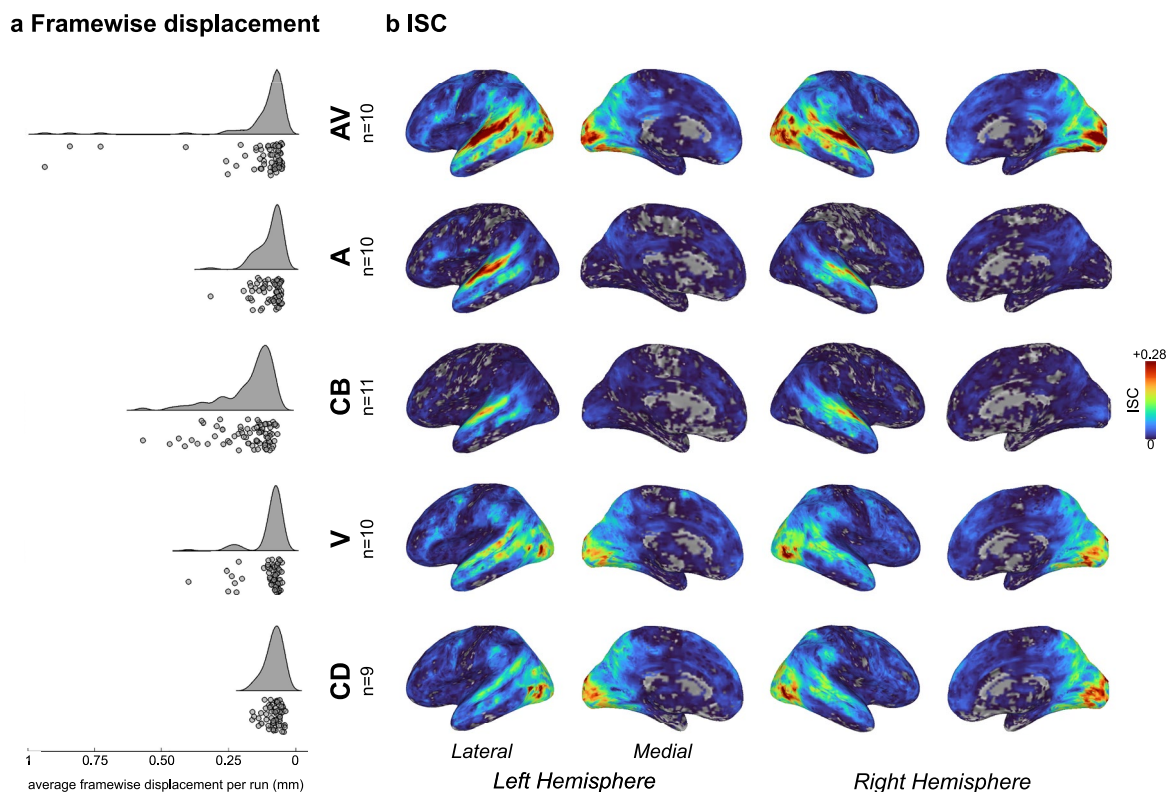 a Framewise displacement
b ISC
AV
n=10
A
n=10
CB
n=11
V
n=10
CD
n=9
+0.28
ISC
0
1
0.75
0.50
0.25
0
average framewise displacement per run (mm)
Lateral
Medial
Left Hemisphere
Right Hemisphere